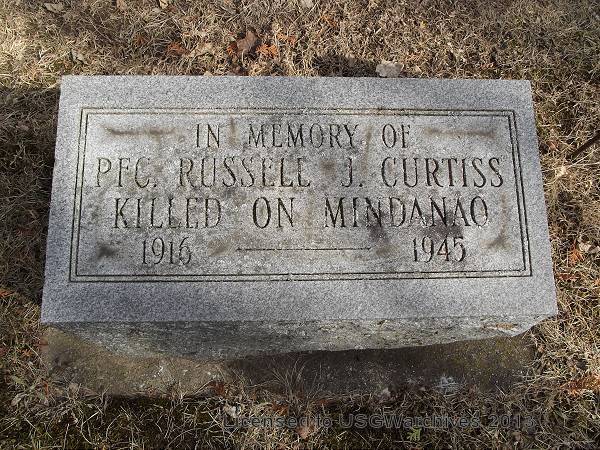 IN MEMORY OF
PFC. RUSSELL J. CURTISS
KILLED ON MINDANAO
1916 1945
Licensed to USGWarchives 2013